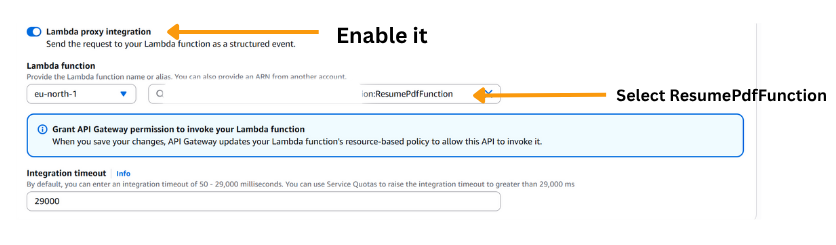 Lambda proxy integration
Send the request to your Lambda function as a structured event.
Enable it
Lambda function
Provide the Lambda function name or alias. You can also provide an ARN from another account.
eu-north-1
ion:ResumePdfFunction
Select ResumePdfFunction
Grant API Gateway permission to invoke your Lambda function
When you save your changes, API Gateway updates your Lambda function's resource-based policy to allow this API to invoke it.
Integration timeout Info
By default, you can enter an integration timeout of 50 - 29,000 milliseconds. You can use Service Quotas to raise the integration timeout to greater than 29,000 ms
29000